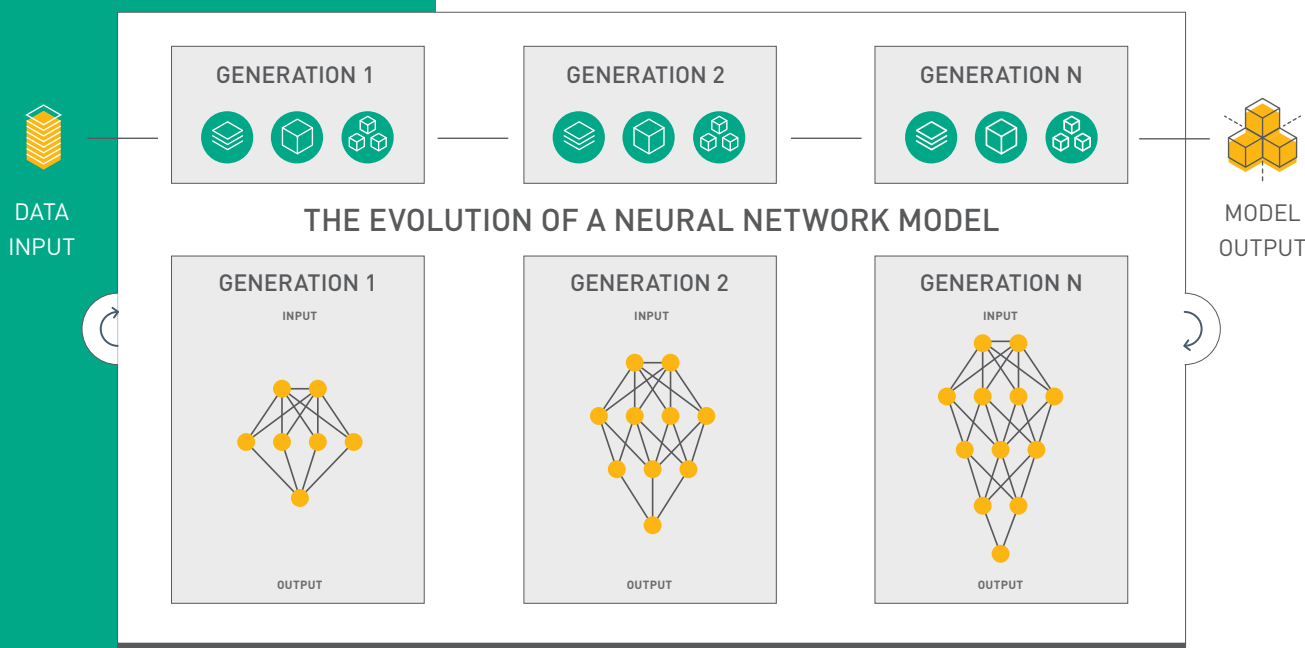 GENERATION 1
GENERATION 2
GENERATION N
DATA
INPUT
MODEL
OUTPUT
THE EVOLUTION OF A NEURAL NETWORK MODEL
GENERATION 1
INPUT
OUTPUT
GENERATION 2
INPUT
OUTPUT
GENERATION N
INPUT
OUTPUT